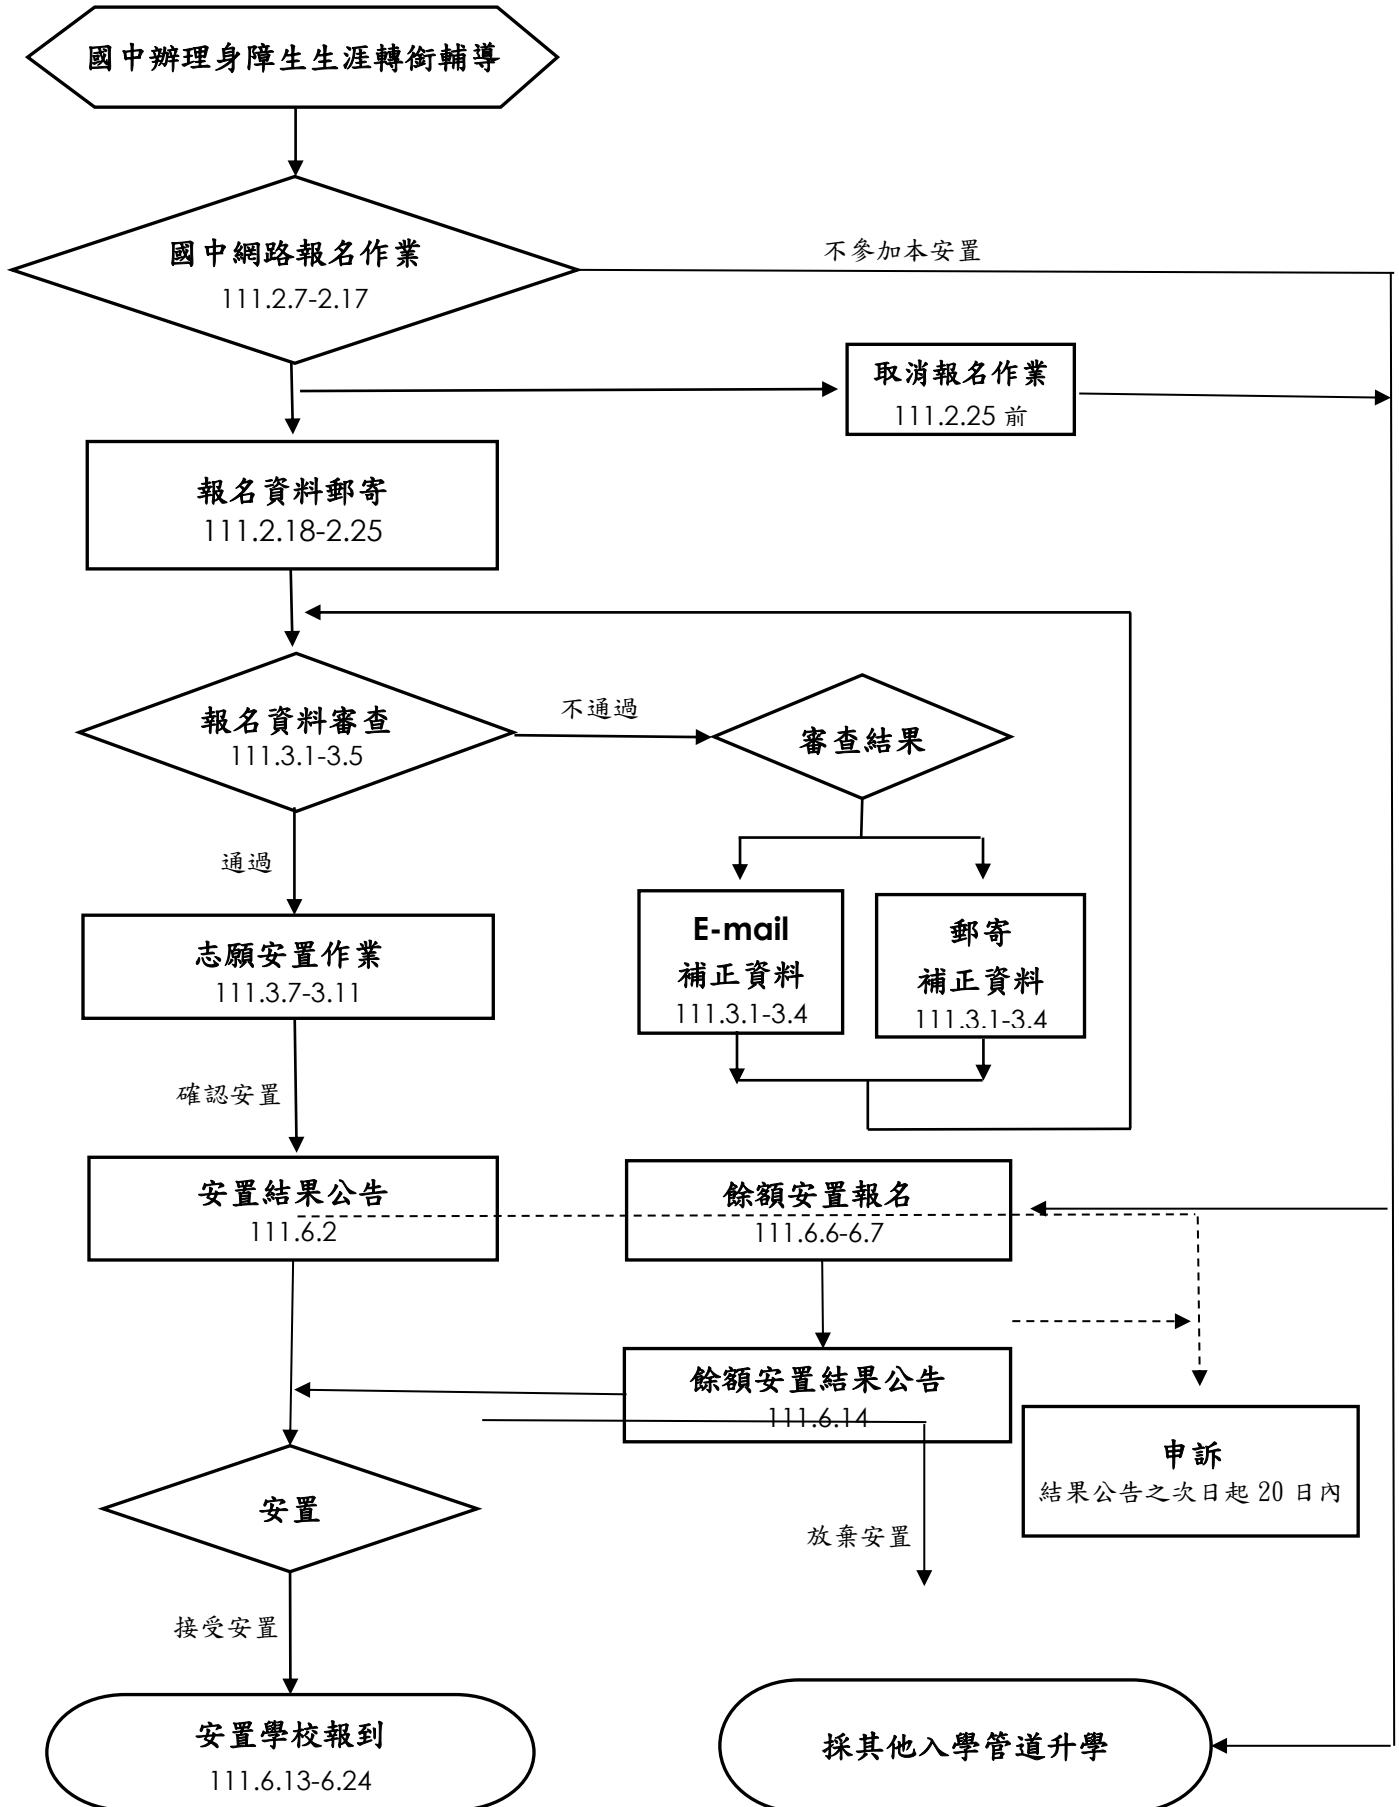 國中辦理身障生生涯轉銜輔導
國中網路報名作業
111.2.7-2.17
不參加本安置
取消報名作業
111.2.25 前
報名資料郵寄
111.2.18-2.25
報名資料審查
111.3.1-3.5
不通過
審查結果
通過
志願安置作業
111.3.7-3.11
E-mail
補正資料
111.3.1-3.4
郵寄
補正資料
111.3.1-3.4
確認安置
安置結果公告
111.6.2
餘額安置報名
111.6.6-6.7
餘額安置結果公告
111.6.14
申訴
結果公告之次日起 20 日內
安置
放棄安置
接受安置
安置學校報到
111.6.13-6.24
採其他入學管道升學